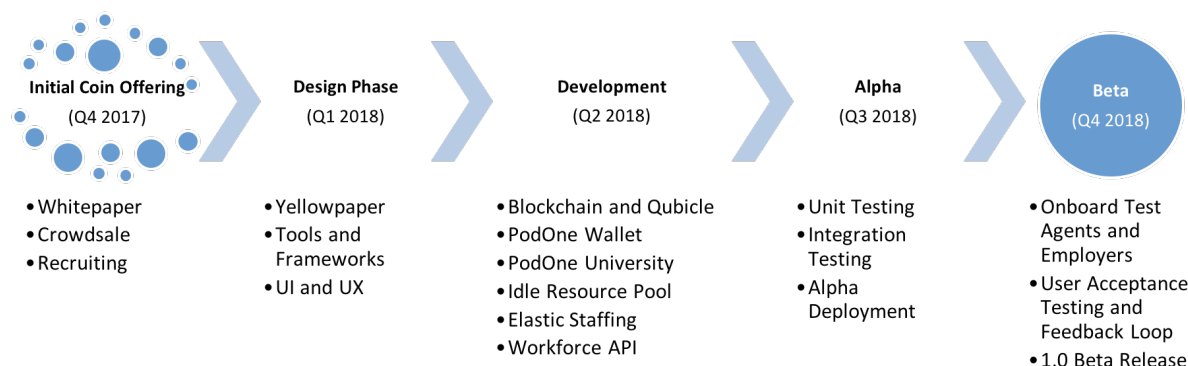 Initial Coin Offering
(Q4 2017)
•Whitepaper
•Crowdsale
•Recruiting
Design Phase
(Q1 2018)
•Yellowpaper
•Tools and
Frameworks
•UI and UX
Development
(Q2 2018)
•Blockchain and Qubicle
•PodOne Wallet
•PodOne University
•Idle Resource Pool
•Elastic Staffing
•Workforce API
Alpha
(Q3 2018)
•Unit Testing
•Integration
Testing
•Alpha
Deployment
Beta
(Q4 2018)
•Onboard Test
Agents and
Employers
•User Acceptance
Testing and
Feedback Loop
•1.0 Beta Release